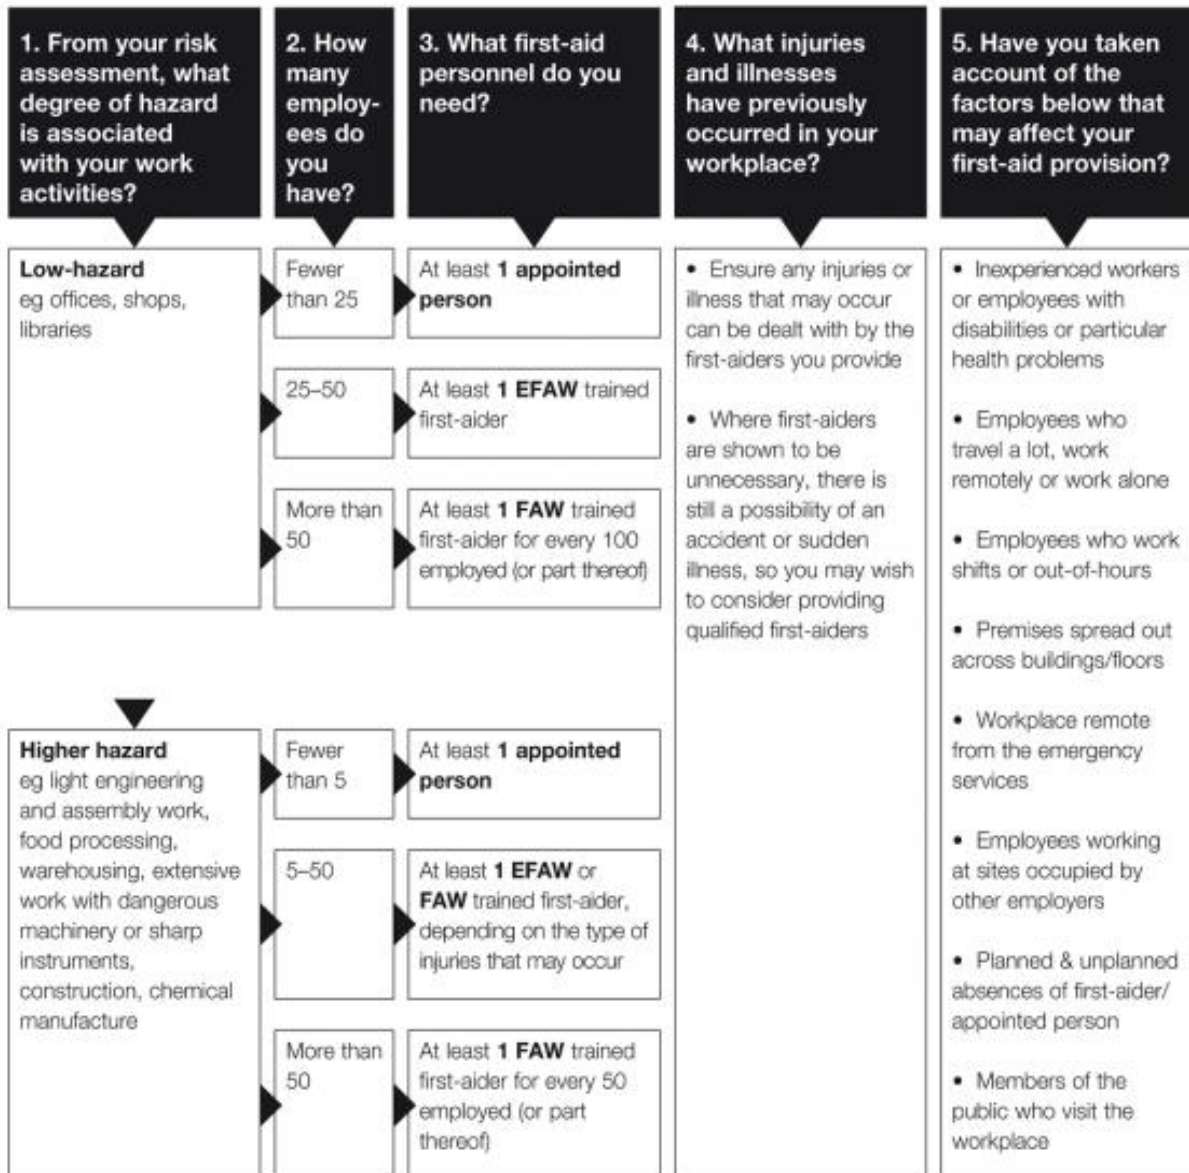 1. From your risk
assessment, what
degree of hazard
is associated
with your work
activities?
2. How
many
employ-
ees do
you
have?
3. What first-aid
personnel do you
need?
4. What injuries
and illnesses
have previously
occurred in your
workplace?
5. Have you taken
account of the
factors below that
may affect your
first-aid provision?
Low-hazard
eg offices, shops,
libraries
Fewer
than 25
At least 1 appointed
person
25–50
At least 1 EFAW trained
first-aider
More than
50
At least 1 FAW trained
first-aider for every 100
employed (or part thereof)
Higher hazard
eg light engineering
and assembly work,
food processing,
warehousing, extensive
work with dangerous
machinery or sharp
instruments,
construction, chemical
manufacture
Fewer
than 5
At least 1 appointed
person
5–50
At least 1 EFAW or
FAW trained first-aider,
depending on the type of
injuries that may occur
More than
50
At least 1 FAW trained
first-aider for every 50
employed (or part
thereof)
• Ensure any injuries or
illness that may occur
can be dealt with by the
first-aiders you provide
• Where first-aiders
are shown to be
unnecessary, there is
still a possibility of an
accident or sudden
illness, so you may wish
to consider providing
qualified first-aiders
• Inexperienced workers
or employees with
disabilities or particular
health problems
• Employees who
travel a lot, work
remotely or work alone
• Employees who work
shifts or out-of-hours
• Premises spread out
across buildings/floors
• Workplace remote
from the emergency
services
• Employees working
at sites occupied by
other employers
• Planned & unplanned
absences of first-aider/
appointed person
• Members of the
public who visit the
workplace